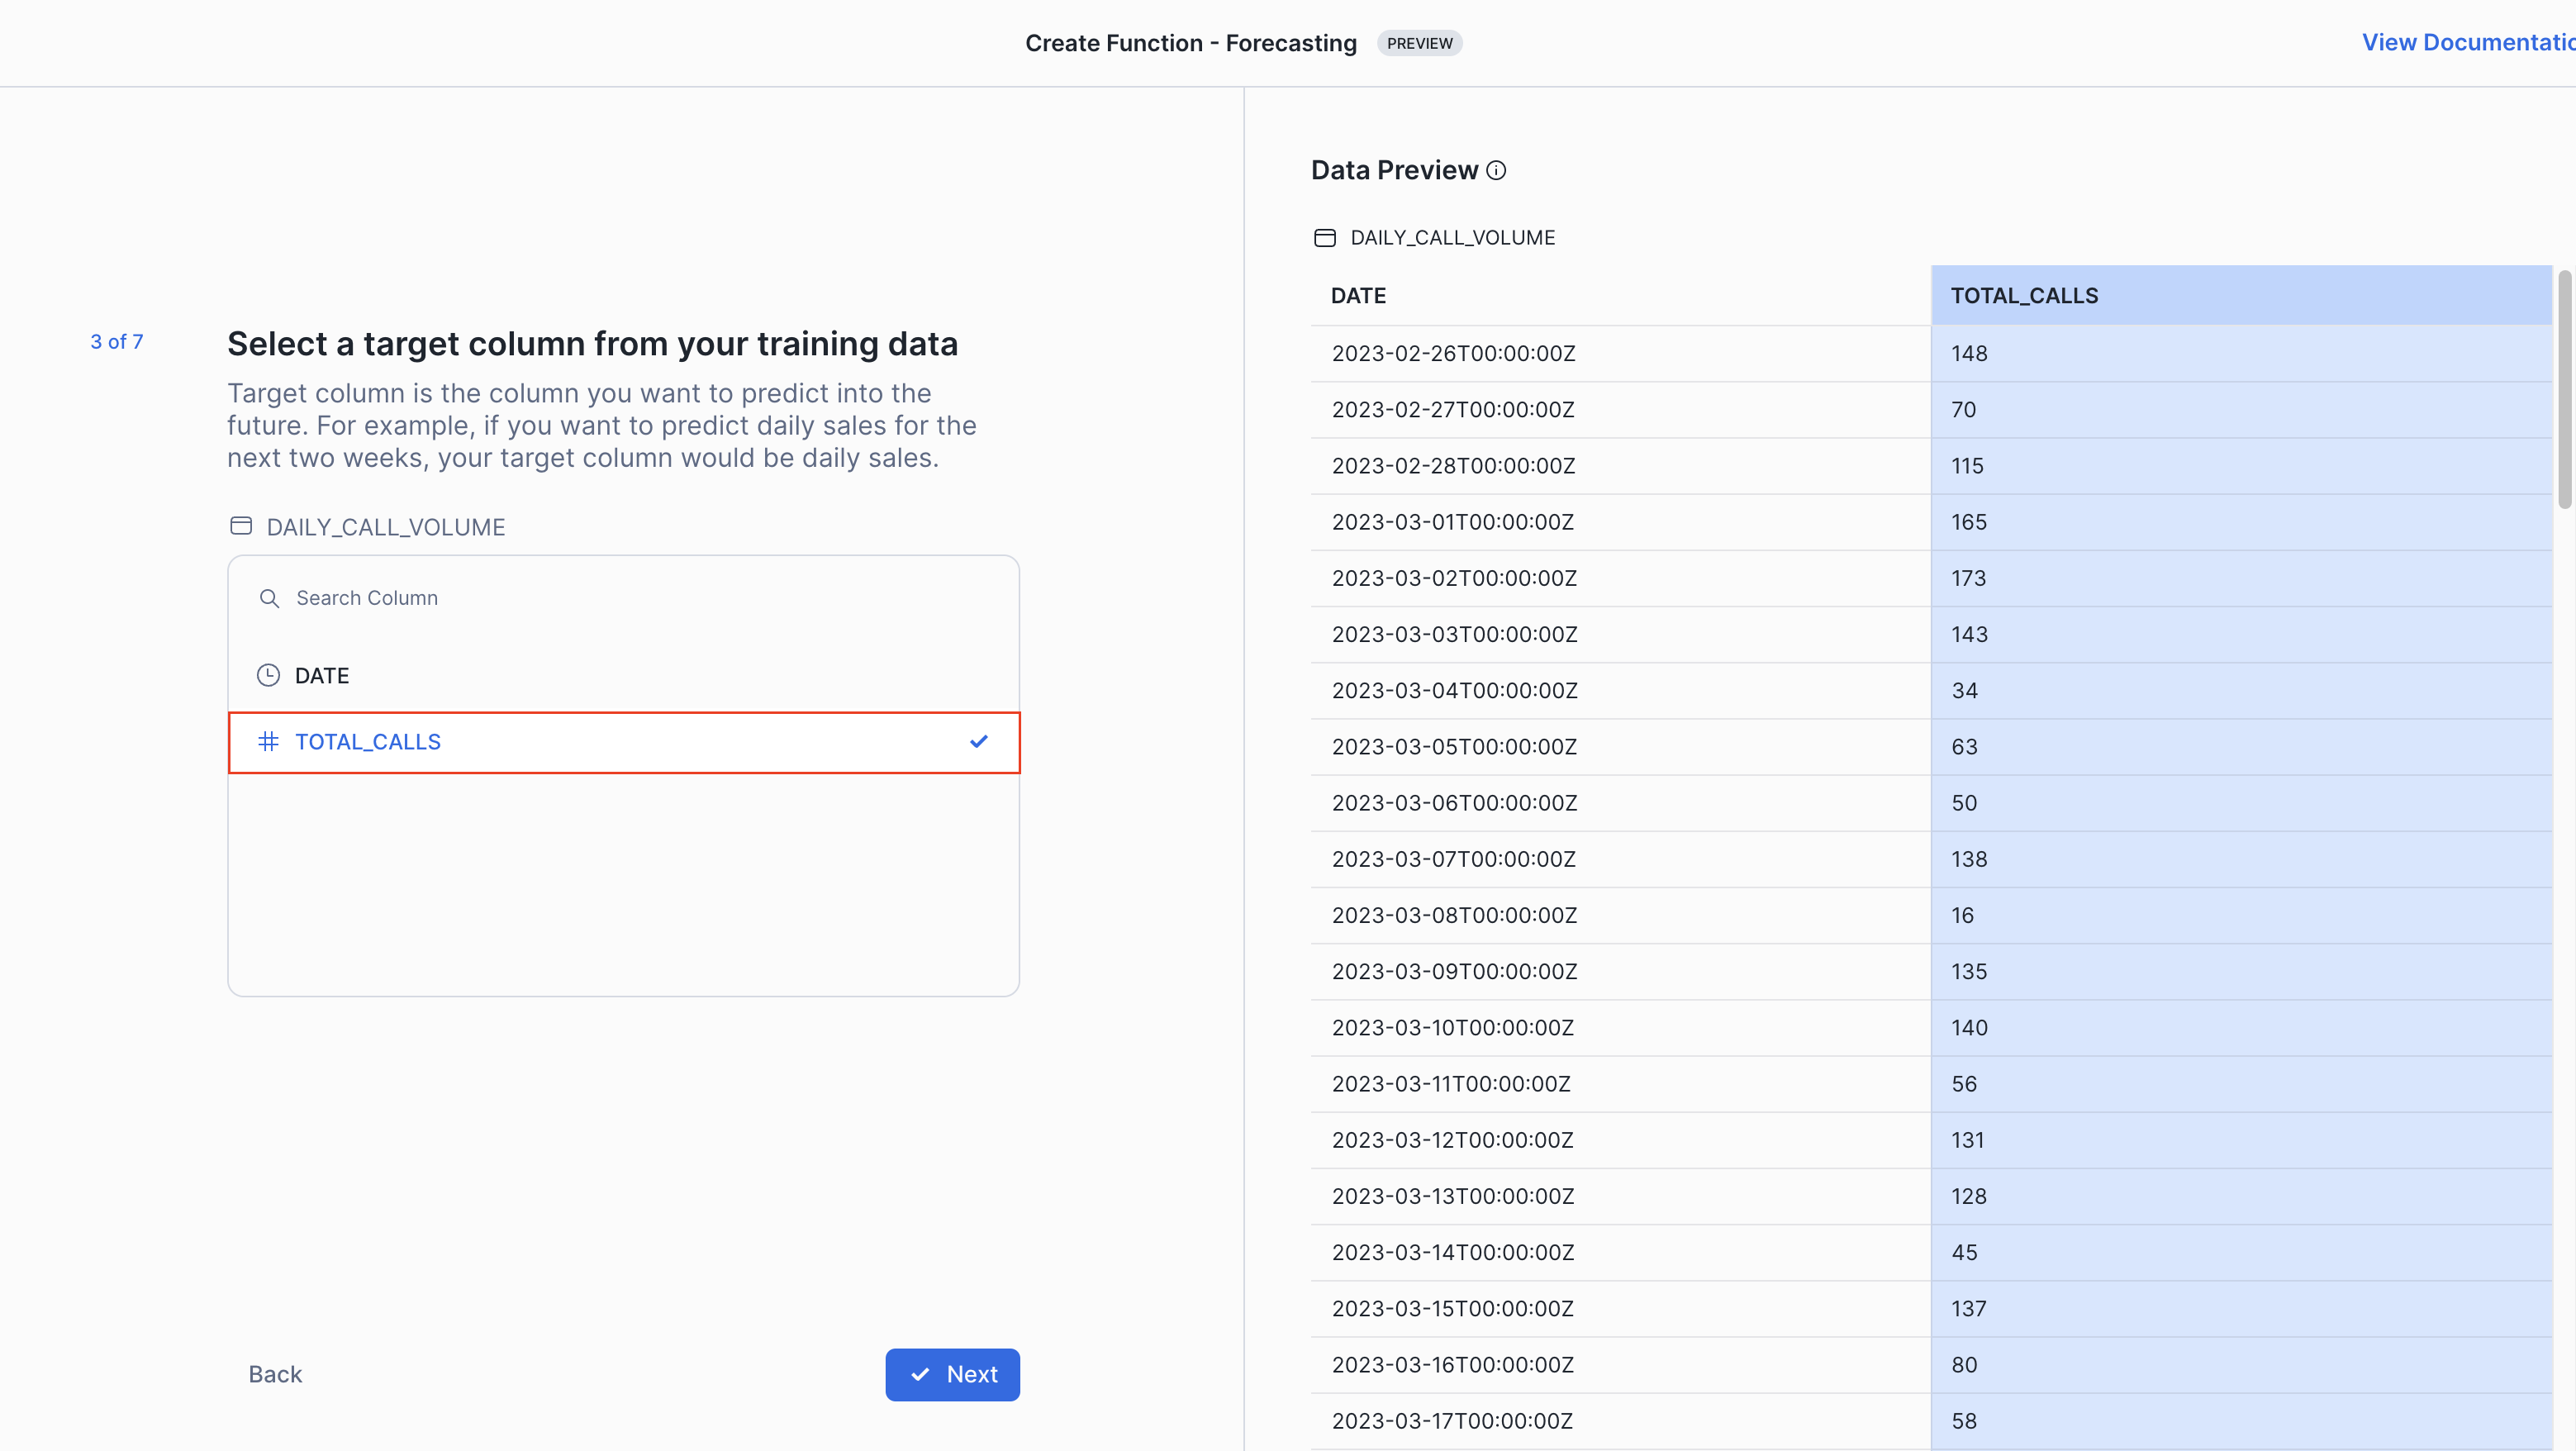 Create Function - Forecasting PREVIEW
View Documentatio
3 of 7
Select a target column from your training data
Target column is the column you want to predict into the
future. For example, if you want to predict daily sales for the
next two weeks, your target column would be daily sales.
DAILY_CALL_VOLUME
Search Column
DATE
TOTAL_CALLS
Back
Next
Data Preview
DAILY_CALL_VOLUME
DATE TOTAL_CALLS
2023-02-26T00:00:00Z 148
2023-02-27T00:00:00Z 70
2023-02-28T00:00:00Z 115
2023-03-01T00:00:00Z 165
2023-03-02T00:00:00Z 173
2023-03-03T00:00:00Z 143
2023-03-04T00:00:00Z 34
2023-03-05T00:00:00Z 63
2023-03-06T00:00:00Z 50
2023-03-07T00:00:00Z 138
2023-03-08T00:00:00Z 16
2023-03-09T00:00:00Z 135
2023-03-10T00:00:00Z 140
2023-03-11T00:00:00Z 56
2023-03-12T00:00:00Z 131
2023-03-13T00:00:00Z 128
2023-03-14T00:00:00Z 45
2023-03-15T00:00:00Z 137
2023-03-16T00:00:00Z 80
2023-03-17T00:00:00Z 58